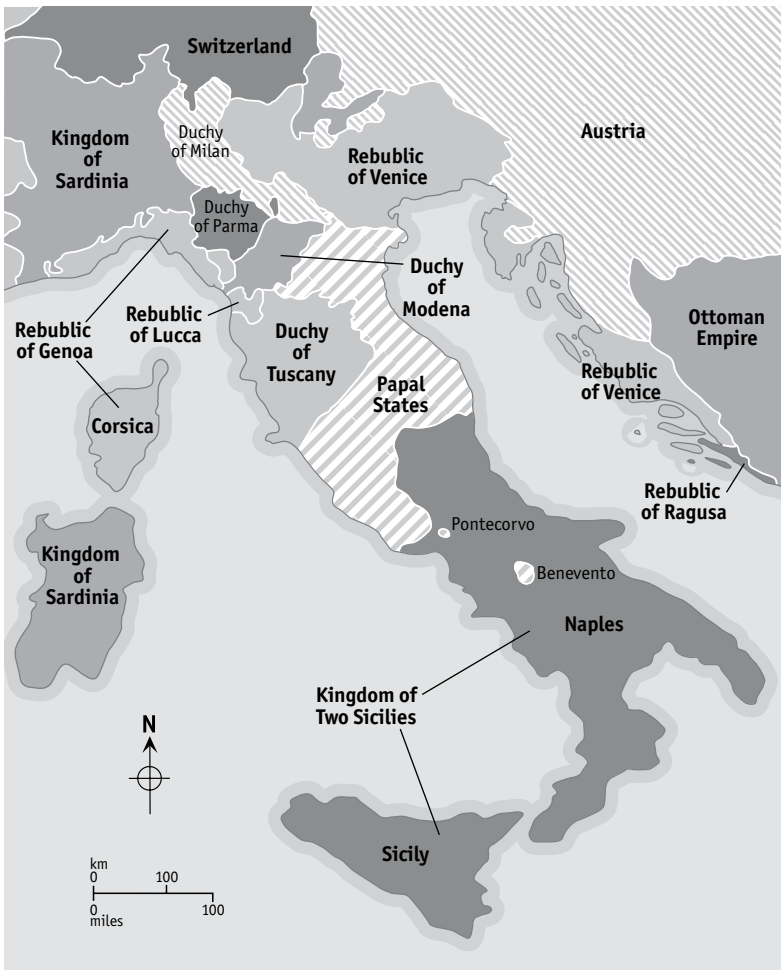 Switzerland
Duchy
of Milan
Kingdom
of
Sardinia
Austria
Rebublic
of Venice
Duchy
of Parma
Duchy
of
Modena
Ottoman
Empire
Rebublic
of Genoa
Rebublic
of Lucca
Duchy
of
Tuscany
Rebublic
of Venice
Papal
States
Corsica
Rebublic
of Ragusa
Pontecorvo
Kingdom
of
Sardinia
Benevento
Naples
Kingdom of
Two Sicilies
N
Sicily
km
0 100
0 100
miles